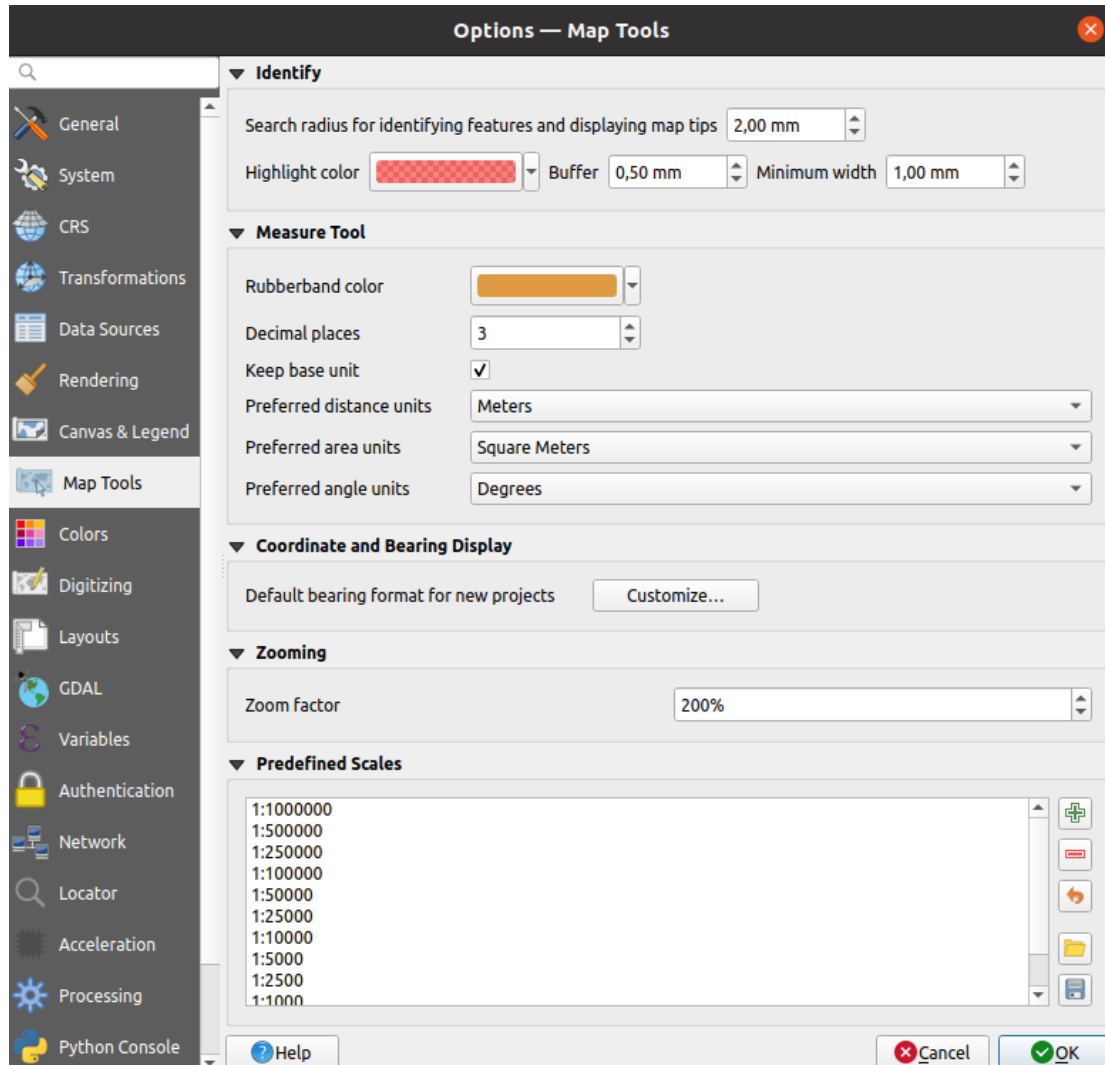 Options — Map Tools
General
System
CRS
Transformations
Data Sources
Rendering
Canvas & Legend
Map Tools
Colors
Digitizing
Layouts
GDAL
Variables
Authentication
Network
Locator
Acceleration
Processing
Python Console
Identify
Search radius for identifying features and displaying map tips 2,00 mm
Highlight color Buffer 0,50 mm Minimum width 1,00 mm
Measure Tool
Rubberband color
Decimal places 3
Keep base unit
Preferred distance units Meters
Preferred area units Square Meters
Preferred angle units Degrees
Coordinate and Bearing Display
Default bearing format for new projects Customize…
Zooming
Zoom factor 200%
Predefined Scales
1:1000000
1:500000
1:250000
1:100000
1:50000
1:25000
1:10000
1:5000
1:2500
1:1000
Help Cancel OK